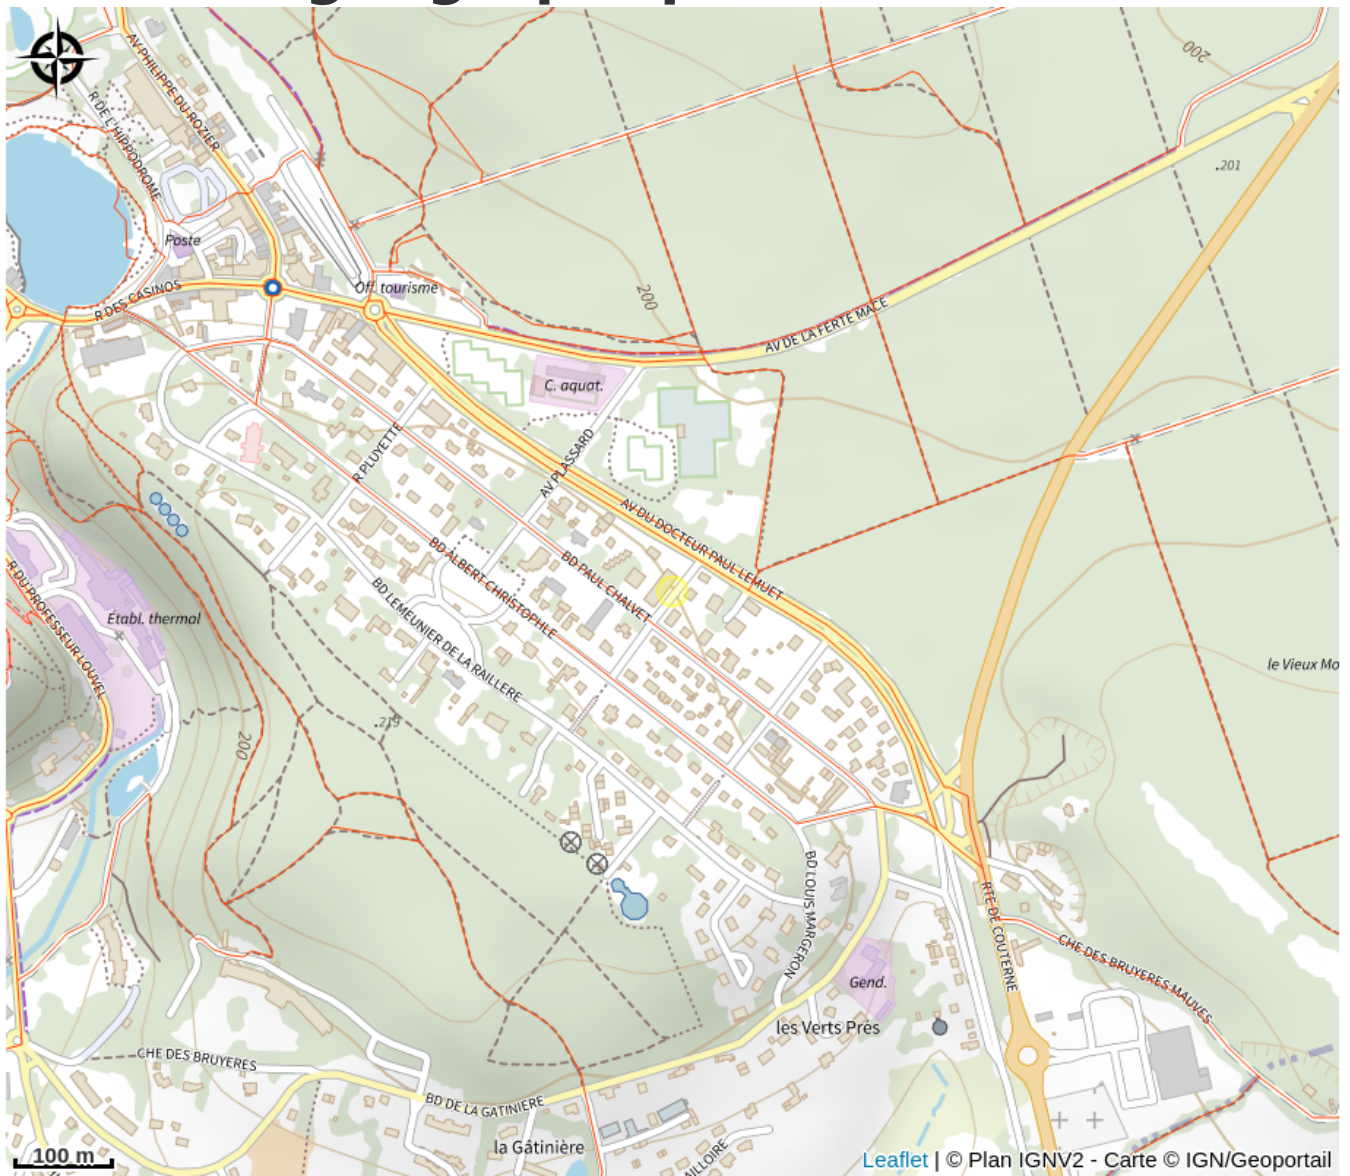 AV PHILIPPE DU ROZIER
R DE L'HIPPODROME
200
.201
Poste
Off. tourisme
R DES CASINOS
200
AV DE LA FERTE MACE
C. aquat.
R PLUYETTE
AV PLASSARD
AV DU DOCTEUR PAUL LEMUET
BD ALBERT CHRISTOPHLE
BD PAUL CHALVET
BD LEMEUNIER DE LA RAILLERE
R DU PROFESSEUR LOUVEL
Établ. thermal
le Vieux Mo
.219
200
BD LOUIS MARGERON
RTE DE COUTERNE
CHE DES BRUYERES MAUVES
Gend.
les Verts Prés
CHE DES BRUYERES
BD DE LA GATINIERE
la Gâtinière
AILLOIRE
100 m
Leaflet | © Plan IGNV2 - Carte © IGN/Geoportail